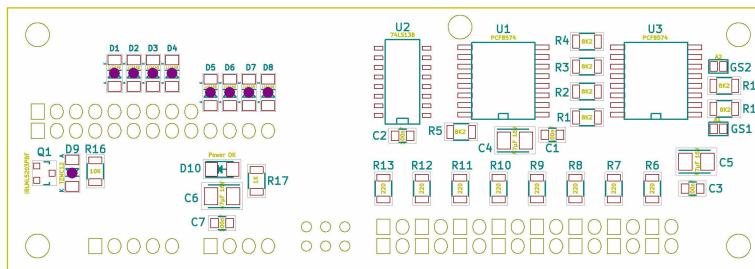 U2
74LS138
U1
PCF8574
R4
8K2
U3
PCF8574
D1
D2
D3
D4
R3
8K2
A2
GS2
D5
D6
D7
D8
R2
8K2
R1
R1
8K2
R1
A1
GS1
C2
R5
8K2
C4
C1
Q1
IRLML5203PBF
D9
A
K
R16
10K
Power OK
D10
R17
1K
C5
C6
C3
C7
R13
R12
R11
R10
R9
R8
R7
R6
220
220
220
220
220
220
220
220